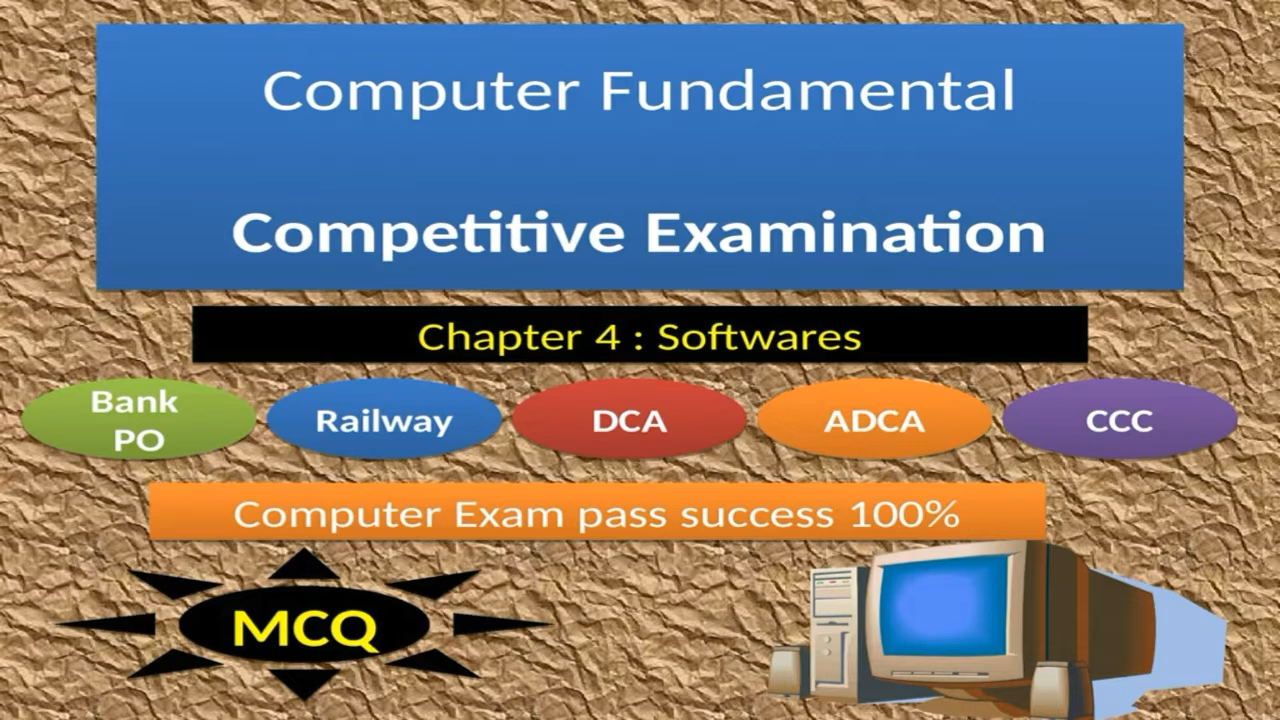 Computer Fundamental
Competitive Examination
Chapter 4 : Softwares
Bank
PO
Railway
DCA
ADCA
CCC
Computer Exam pass success 100%
MCQ